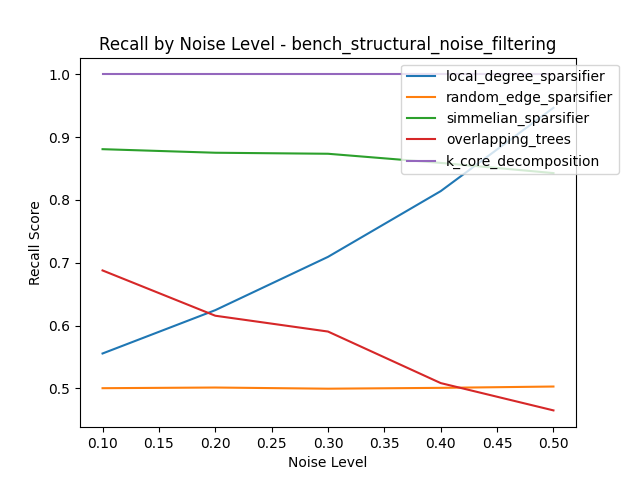 Recall by Noise Level - bench_structural_noise_filtering
Recall Score
1.0
0.9
0.8
0.7
0.6
0.5
local_degree_sparsifier
random_edge_sparsifier
simmelian_sparsifier
overlapping_trees
k_core_decomposition
0.10 0.15 0.20 0.25 0.30 0.35 0.40 0.45 0.50
Noise Level